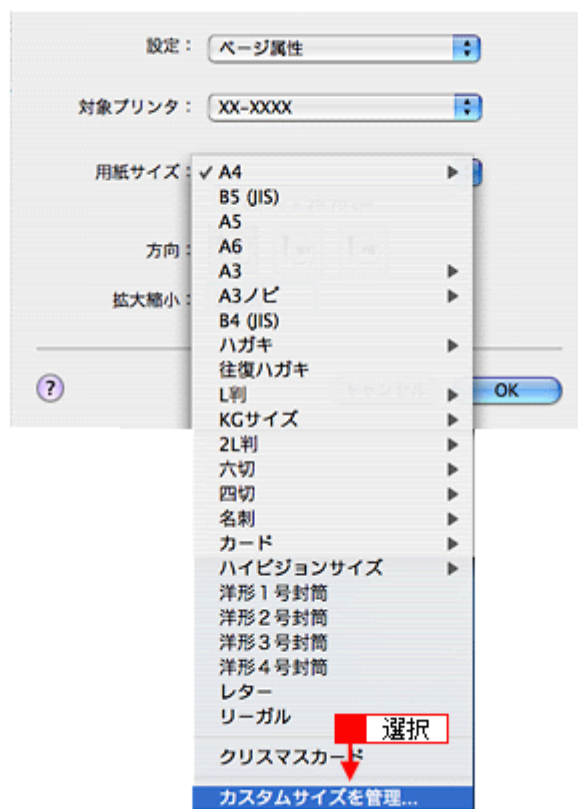 設定： ページ属性
対象プリンタ： XX-XXXX
用紙サイズ： ✓ A4
B5 (JIS)
A5
方向： A6
A3
拡大縮小： A3ノビ
B4 (JIS)
ハガキ
往復ハガキ
? L判 キャンセル OK
KGサイズ
2L判
六切
四切
名刺
カード
ハイビジョンサイズ
洋形1号封筒
洋形2号封筒
洋形3号封筒
洋形4号封筒
レター
リーガル
選択
クリスマスカード
カスタムサイズを管理...